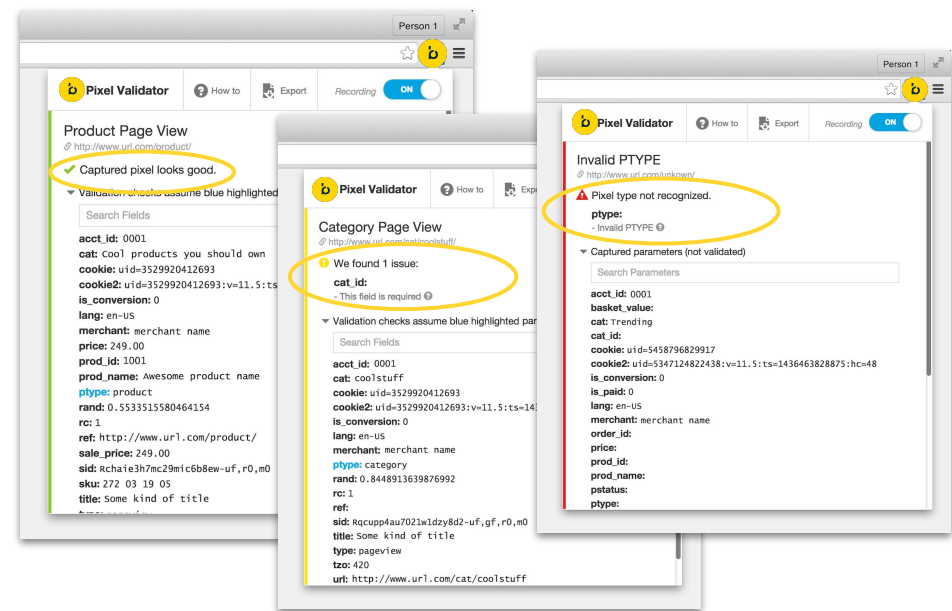 Person 1
Pixel Validator
How to
Export
Recording
ON
Product Page View
http://www.url.com/product/
Captured pixel looks good.
Validation checks assume blue highlighted
Search Fields
acct_id: 0001
cat: Cool products you should own
cookie: uid=3529920412693
cookie2: uid=3529920412693:v=11.5:ts
is_conversion: 0
lang: en-US
merchant: merchant name
price: 249.00
prod_id: 1001
prod_name: Awesome product name
ptype: product
rand: 0.5533515580464154
rc: 1
ref: http://www.url.com/product/
sale_price: 249.00
sid: Rchaie3h7mc29mic6b8ew-uf,r0,m0
sku: 272 03 19 05
title: Some kind of title
Pixel Validator
How to
Category Page View
http://www.url.com/cat/coolstuff/
We found 1 issue:
cat_id:
- This field is required
Validation checks assume blue highlighted par
Search Fields
acct_id: 0001
cat: coolstuff
cookie: uid=3529920412693
cookie2: uid=3529920412693:v=11.5:ts=143
is_conversion: 0
lang: en-US
merchant: merchant name
ptype: category
rand: 0.8448913639876992
rc: 1
ref:
sid: Rqcupp4au7021w1dzy8d2-uf,gf,r0,m0
title: Some kind of title
type: pageview
tzo: 420
url: http://www.url.com/cat/coolstuff
Person 1
Pixel Validator
How to
Export
Recording
ON
Invalid PTYPE
http://www.url.com/unkown/
Pixel type not recognized.
ptype:
- Invalid PTYPE
Captured parameters (not validated)
Search Parameters
acct_id: 0001
basket_value:
cat: Trending
cat_id:
cookie: uid=5458796829917
cookie2: uid=5347124822438:v=11.5:ts=1436463828875:hc=48
is_conversion: 0
is_paid: 0
lang: en-US
merchant: merchant name
order_id:
price:
prod_id:
prod_name:
pstatus:
ptype: